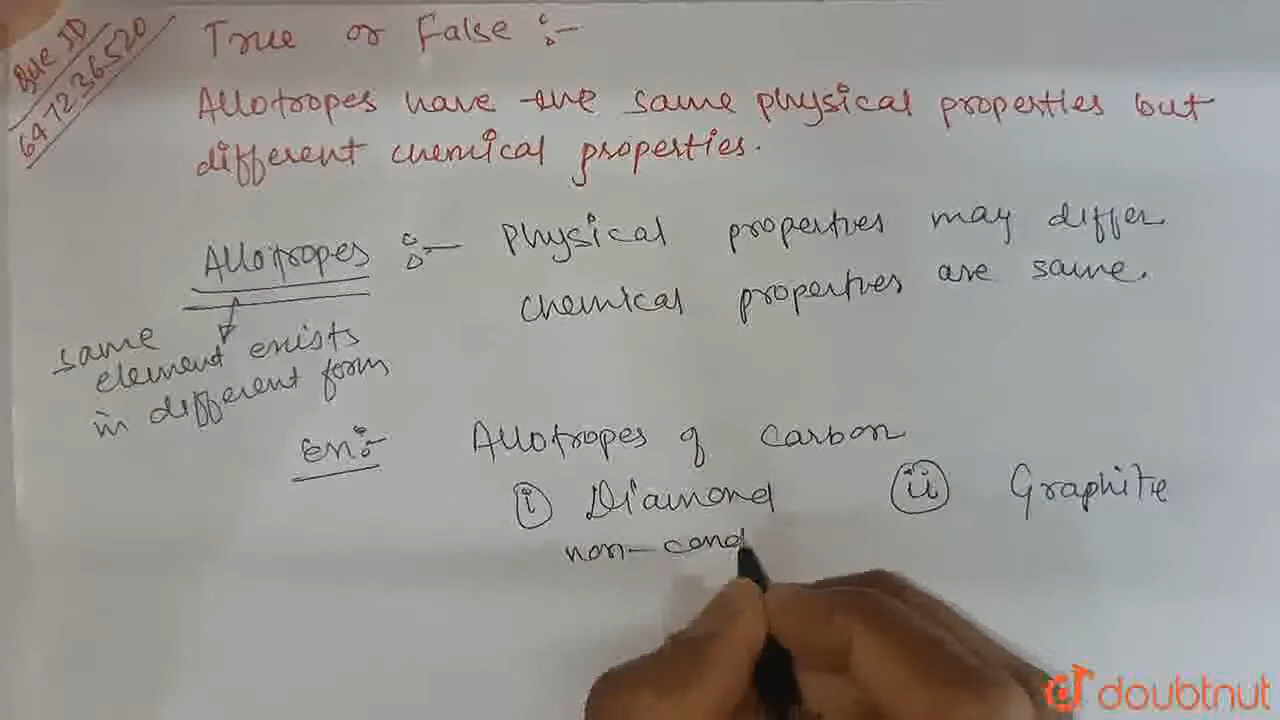 Que ID
647236520
True or False :-
Allotropes have the same physical properties but
different chemical properties.
Allotropes :- Physical properties may differ
chemical properties are same.
same
element exists
in different form
Ex:- Allotropes of carbon
(i) Diamond (ii) Graphite
non-cond
doubtnut